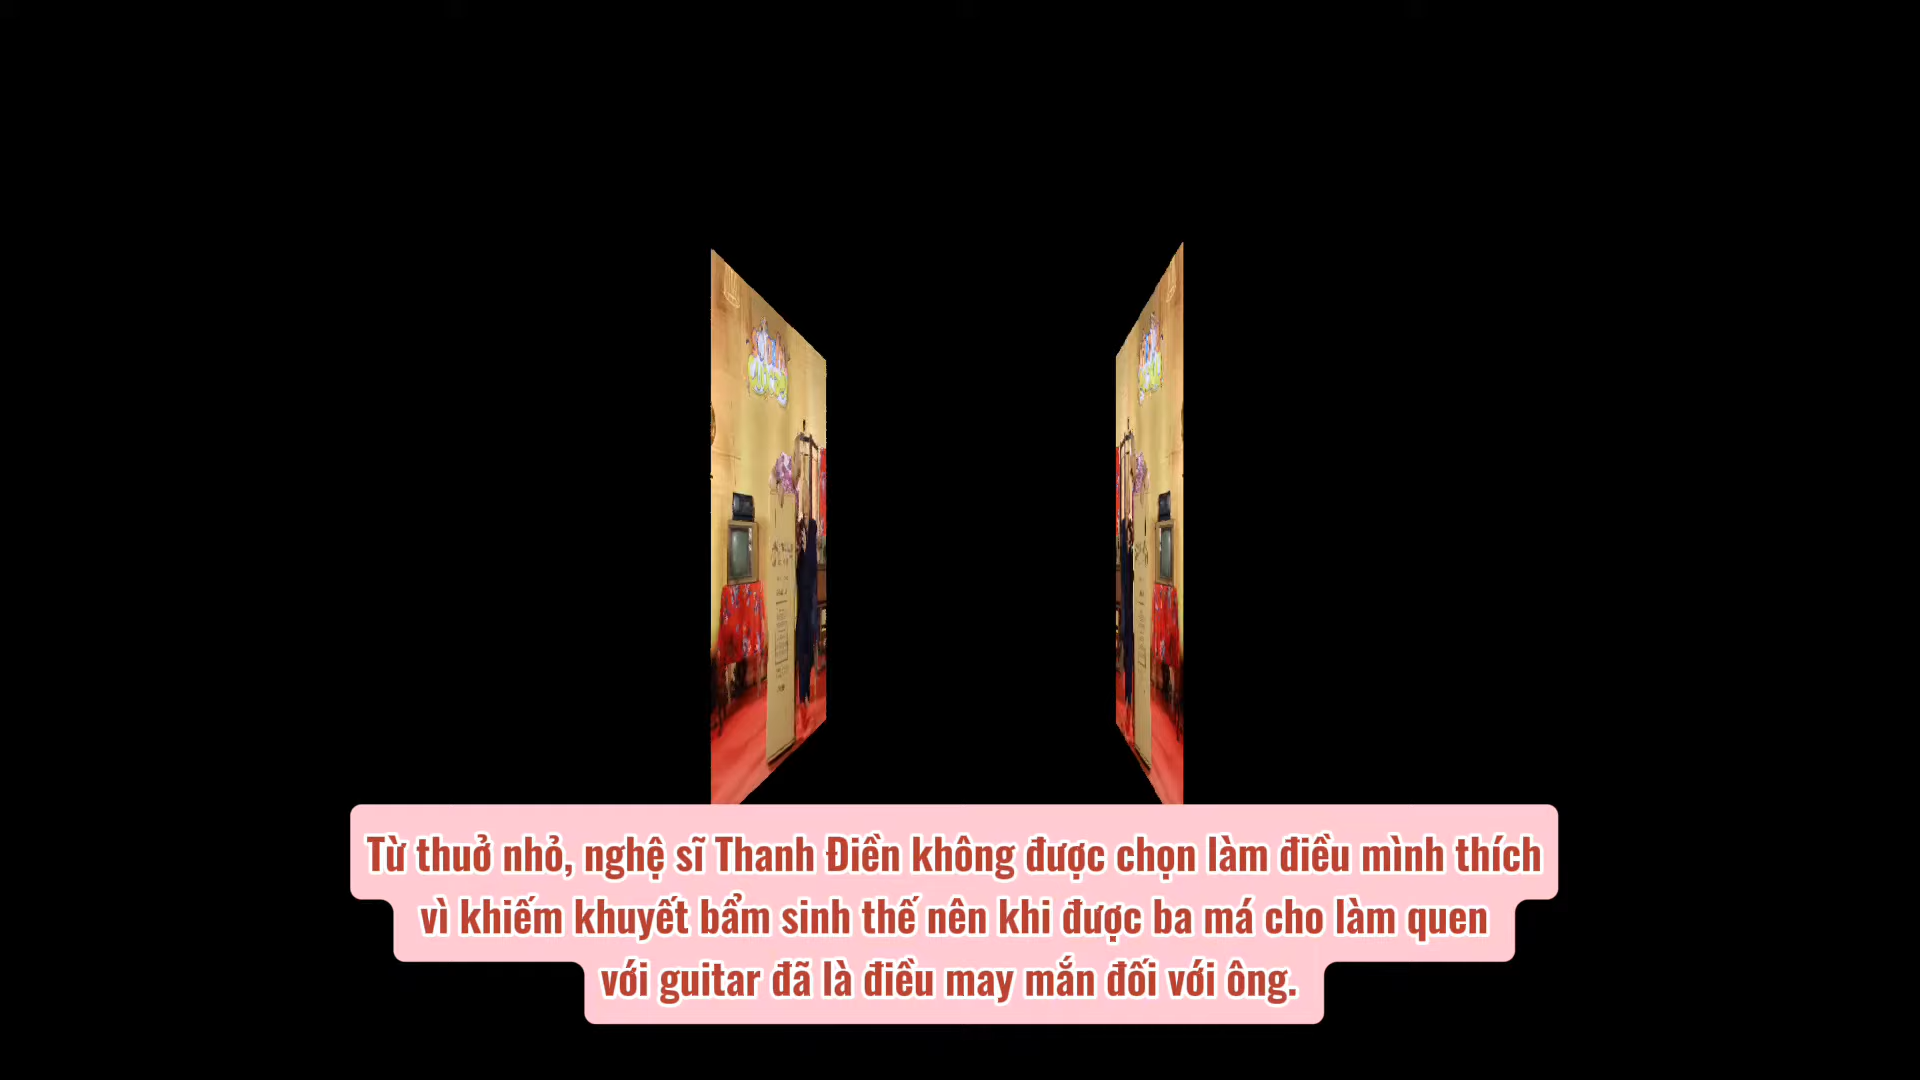 Từ thuở nhỏ, nghệ sĩ Thanh Điền không được chọn làm điều mình thích
vì khiếm khuyết bẩm sinh thế nên khi được ba má cho làm quen
với guitar đã là điều may mắn đối với ông.